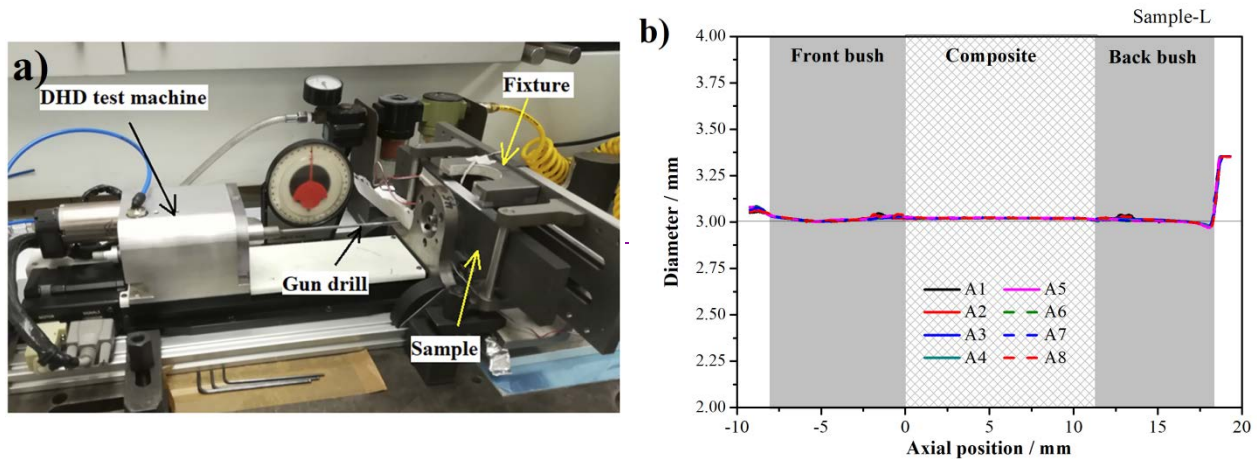 a)
DHD test machine
Fixture
Gun drill
Sample
b)
Sample-L
Front bush
Composite
Back bush
4.00
3.75
3.50
3.25
3.00
2.75
2.50
2.25
2.00
Diameter / mm
A1
A5
A2
A6
A3
A7
A4
A8
-10
-5
0
5
10
15
20
Axial position / mm